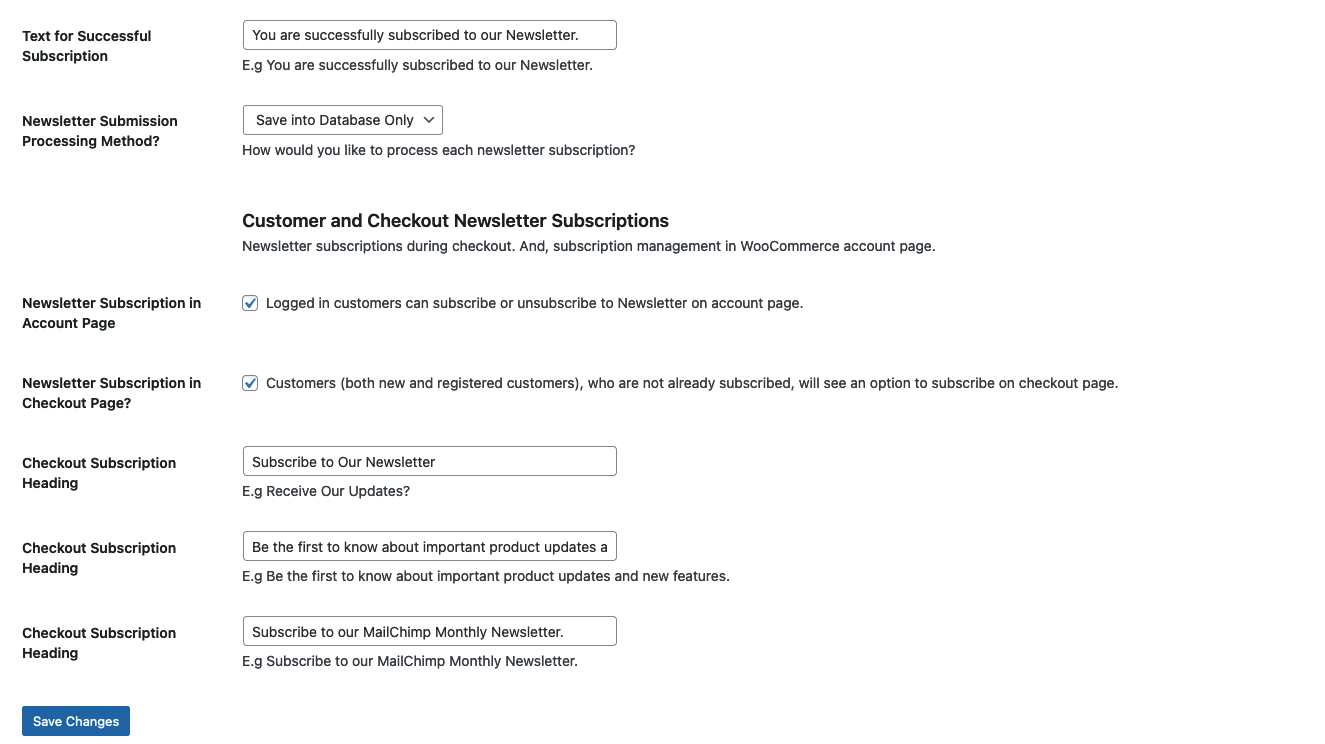 Text for Successful
Subscription
You are successfully subscribed to our Newsletter.
E.g You are successfully subscribed to our Newsletter.
Newsletter Submission
Processing Method?
Save into Database Only
How would you like to process each newsletter subscription?
Customer and Checkout Newsletter Subscriptions
Newsletter subscriptions during checkout. And, subscription management in WooCommerce account page.
Newsletter Subscription in
Account Page
Logged in customers can subscribe or unsubscribe to Newsletter on account page.
Newsletter Subscription in
Checkout Page?
Customers (both new and registered customers), who are not already subscribed, will see an option to subscribe on checkout page.
Checkout Subscription
Heading
Subscribe to Our Newsletter
E.g Receive Our Updates?
Checkout Subscription
Heading
Be the first to know about important product updates a
E.g Be the first to know about important product updates and new features.
Checkout Subscription
Heading
Subscribe to our MailChimp Monthly Newsletter.
E.g Subscribe to our MailChimp Monthly Newsletter.
Save Changes